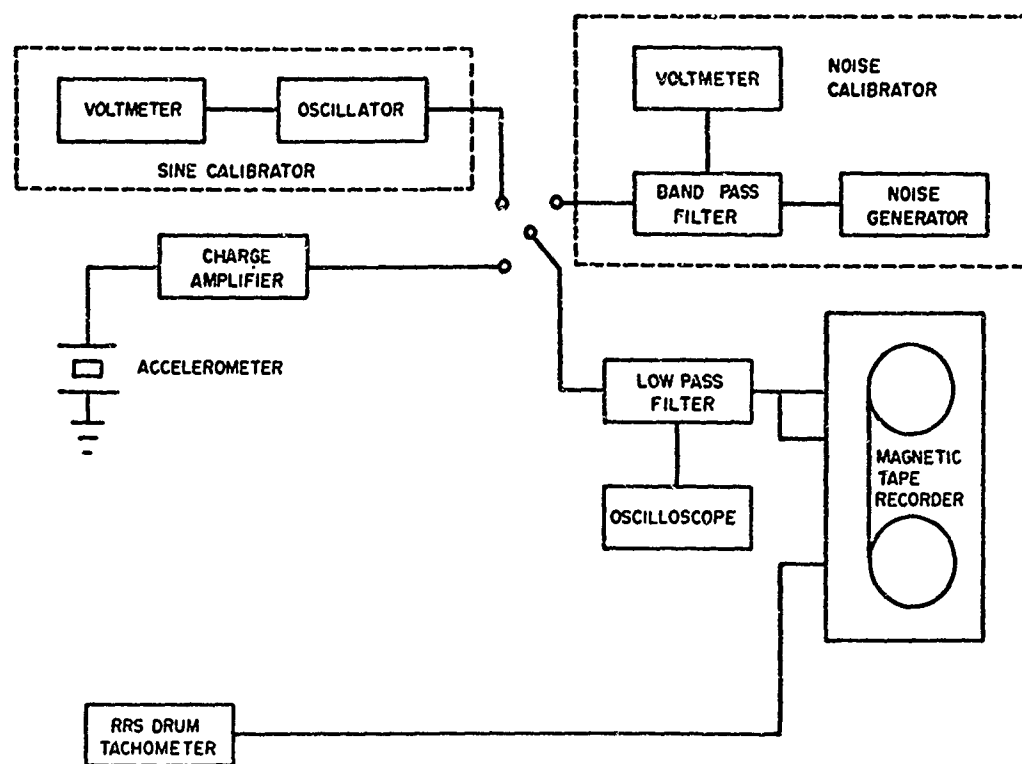 VOLTMETER
OSCILLATOR
SINE CALIBRATOR
VOLTMETER
NOISE
CALIBRATOR
BAND PASS
FILTER
NOISE
GENERATOR
CHARGE
AMPLIFIER
ACCELEROMETER
LOW PASS
FILTER
OSCILLOSCOPE
MAGNETIC
TAPE
RECORDER
RRS DRUM
TACHOMETER